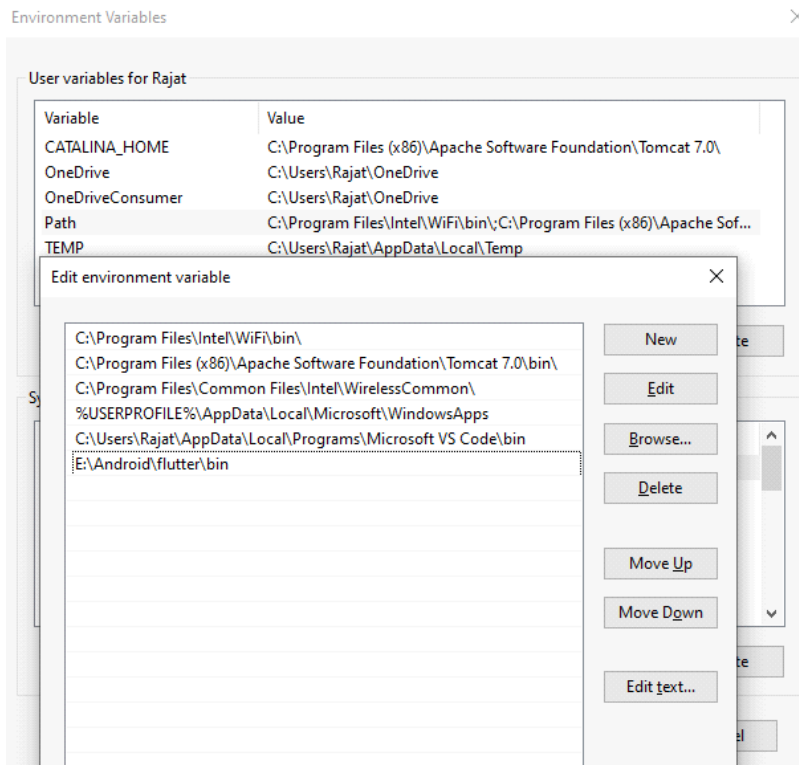 Environment Variables
User variables for Rajat
Variable Value
CATALINA_HOME C:\Program Files (x86)\Apache Software Foundation\Tomcat 7.0\
OneDrive C:\Users\Rajat\OneDrive
OneDriveConsumer C:\Users\Rajat\OneDrive
Path C:\Program Files\Intel\WiFi\bin\;C:\Program Files (x86)\Apache Sof...
TEMP C:\Users\Rajat\AppData\Local\Temp
Edit environment variable
C:\Program Files\Intel\WiFi\bin\
C:\Program Files (x86)\Apache Software Foundation\Tomcat 7.0\bin\
C:\Program Files\Common Files\Intel\WirelessCommon\
%USERPROFILE%\AppData\Local\Microsoft\WindowsApps
C:\Users\Rajat\AppData\Local\Programs\Microsoft VS Code\bin
E:\Android\flutter\bin
New
Edit
Browse...
Delete
Move Up
Move Down
Edit text...